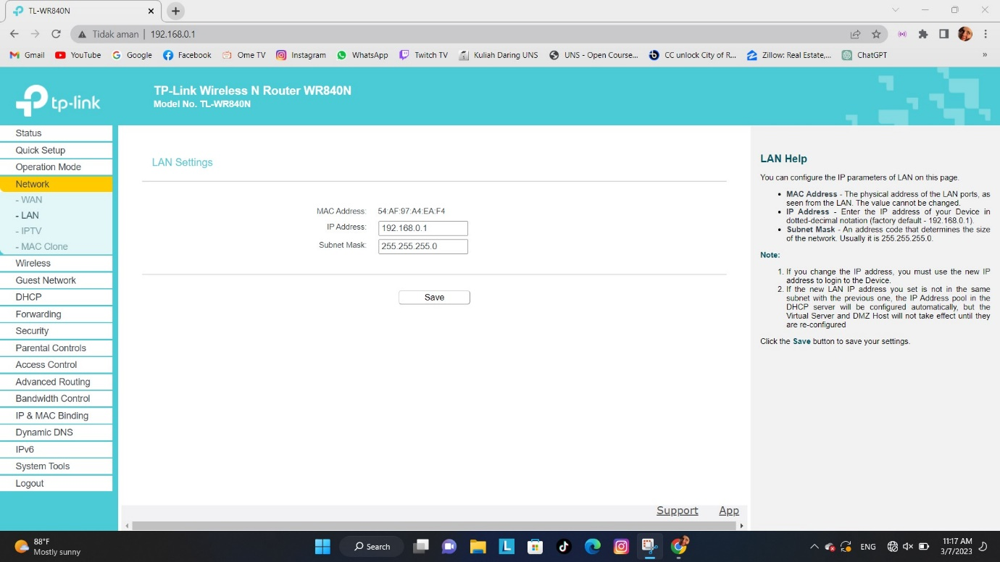 TL-WR840N
Tidak aman | 192.168.0.1
Gmail YouTube Google Facebook Ome TV Instagram WhatsApp Twitch TV Kuliah Daring UNS UNS - Open Course... CC unlock City of R... Zillow: Real Estate,... ChatGPT »
tp-link
TP-Link Wireless N Router WR840N
Model No. TL-WR840N
Status
Quick Setup
Operation Mode
Network
- WAN
- LAN
- IPTV
- MAC Clone
Wireless
Guest Network
DHCP
Forwarding
Security
Parental Controls
Access Control
Advanced Routing
Bandwidth Control
IP & MAC Binding
Dynamic DNS
IPv6
System Tools
Logout
LAN Settings
MAC Address: 54:AF:97:A4:EA:F4
IP Address: 192.168.0.1
Subnet Mask: 255.255.255.0
Save
Support App
LAN Help
You can configure the IP parameters of LAN on this page.
• MAC Address - The physical address of the LAN ports, as
seen from the LAN. The value cannot be changed.
• IP Address - Enter the IP address of your Device in
dotted-decimal notation (factory default - 192.168.0.1).
• Subnet Mask - An address code that determines the size
of the network. Usually it is 255.255.255.0.
Note:
1. If you change the IP address, you must use the new IP
address to login to the Device.
2. If the new LAN IP address you set is not in the same
subnet with the previous one, the IP Address pool in the
DHCP server will be configured automatically, but the
Virtual Server and DMZ Host will not take effect until they
are re-configured
Click the Save button to save your settings.
88°F
Mostly sunny
Search
ENG
11:17 AM
3/7/2023